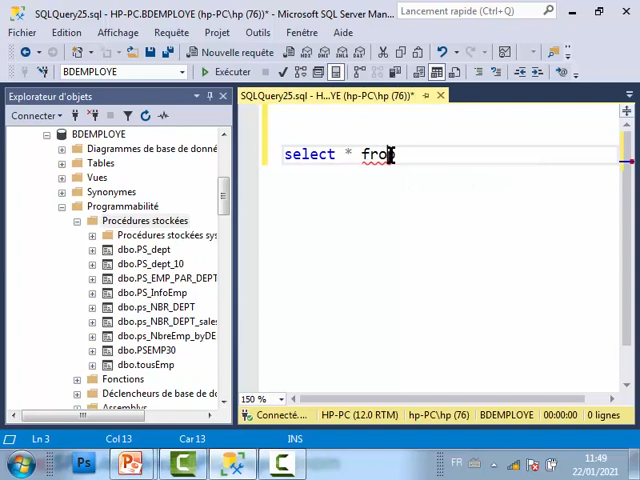 SQLQuery25.sql - HP-PC.BDEMPLOYE (hp-PC\hp (76))* - Microsoft SQL Server Man...
Lancement rapide (Ctrl+Q)
Fichier Edition Affichage Projet Outils Fenêtre Aide
Nouvelle requête
BDEMPLOYE
Exécuter
Explorateur d'objets
SQLQuery25.sql - H...YE (hp-PC\hp (76))*
Connecter
BDEMPLOYE
Diagrammes de base de donné
Tables
Vues
Synonymes
Programmabilité
Procédures stockées
Procédures stockées sys
dbo.PS_dept
dbo.PS_dept_10
dbo.PS_EMP_PAR_DEPT
dbo.PS_InfoEmp
dbo.ps_NBR_DEPT
dbo.ps_NBR_DEPT_sales
dbo.ps_NbreEmp_byDE
dbo.PSEMP30
dbo.tousEmp
Fonctions
Déclencheurs de base de
select * fro
150 %
Connecté....
HP-PC (12.0 RTM)
hp-PC\hp (76)
BDEMPLOYE
00:00:00
0 lignes
Ln 3
Col 13
Car 13
INS
Ps
FR
11:49
22/01/2021